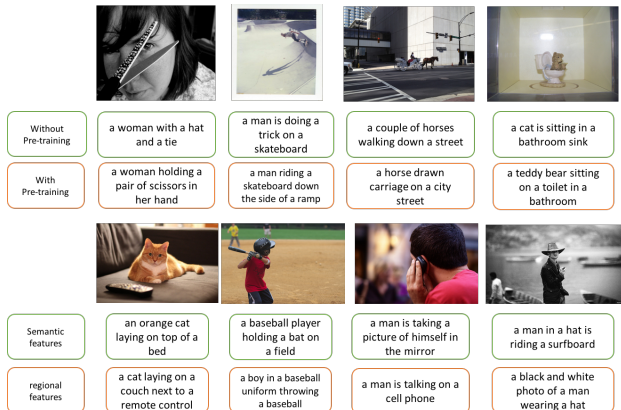 Without
Pre-training
a woman with a hat
and a tie
a man is doing a
trick on a
skateboard
a couple of horses
walking down a street
a cat is sitting in a
bathroom sink
With
Pre-training
a woman holding a
pair of scissors in
her hand
a man riding a
skateboard down
the side of a ramp
a horse drawn
carriage on a city
street
a teddy bear sitting
on a toilet in a
bathroom
Semantic
features
an orange cat
laying on top of a
bed
a baseball player
holding a bat on
a field
a man is taking a
picture of himself in
the mirror
a man in a hat is
riding a surfboard
regional
features
a cat laying on a
couch next to a
remote control
a boy in a baseball
uniform throwing
a baseball
a man is talking on a
cell phone
a black and white
photo of a man
wearing a hat